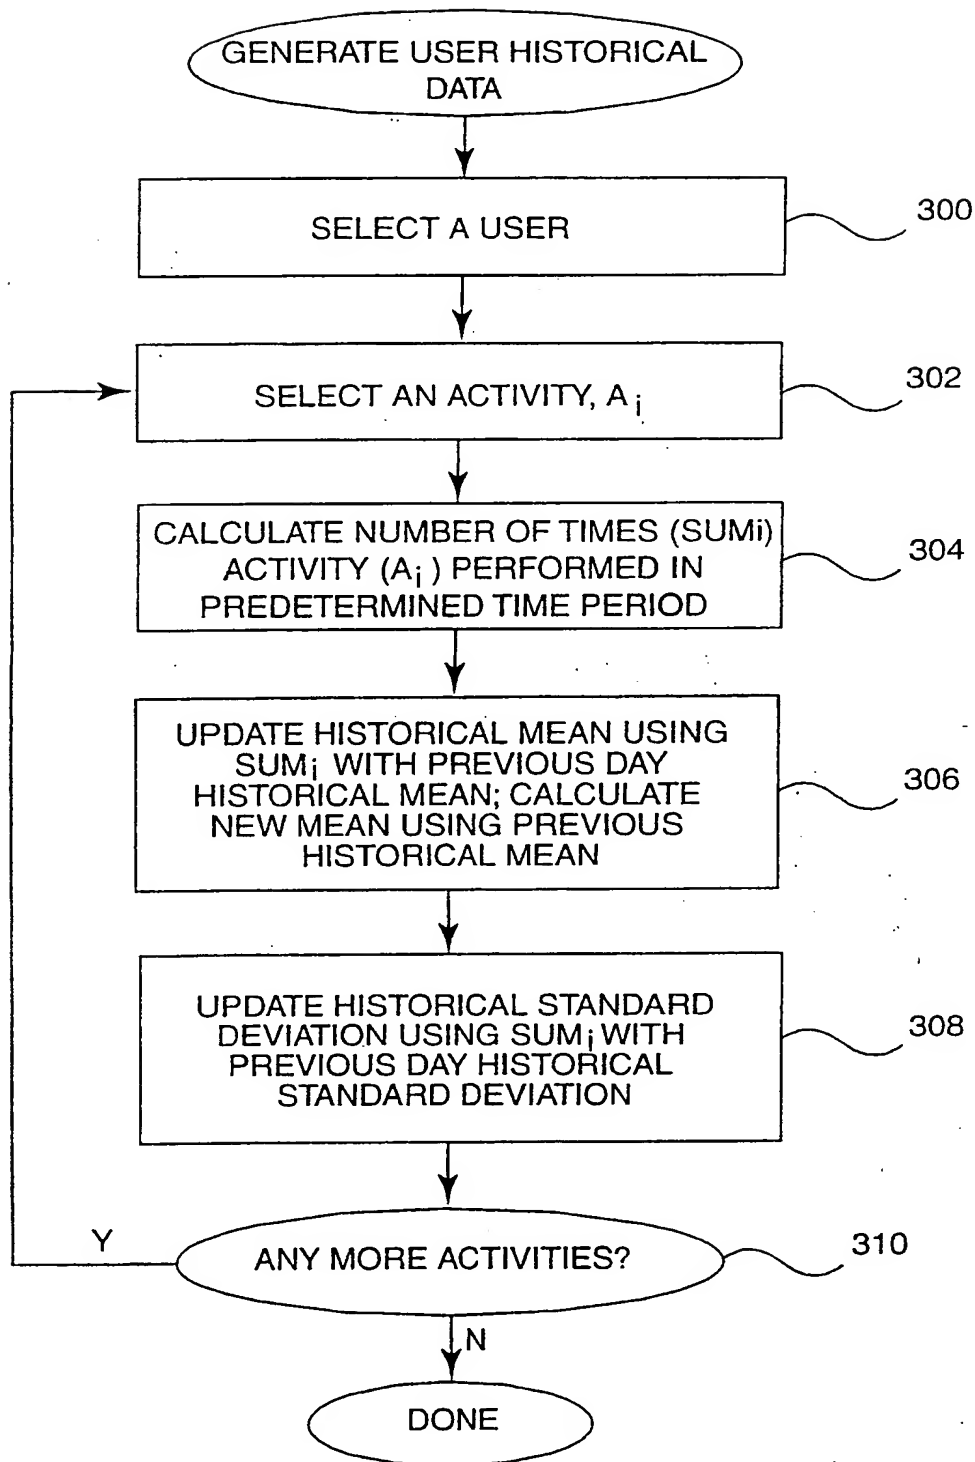 GENERATE USER HISTORICAL
DATA
SELECT A USER
300
SELECT AN ACTIVITY, A i
302
CALCULATE NUMBER OF TIMES (SUMi)
ACTIVITY (Ai ) PERFORMED IN
PREDETERMINED TIME PERIOD
304
UPDATE HISTORICAL MEAN USING
SUMi WITH PREVIOUS DAY
HISTORICAL MEAN; CALCULATE
NEW MEAN USING PREVIOUS
HISTORICAL MEAN
306
UPDATE HISTORICAL STANDARD
DEVIATION USING SUMi WITH
PREVIOUS DAY HISTORICAL
STANDARD DEVIATION
308
Y
ANY MORE ACTIVITIES?
310
N
DONE